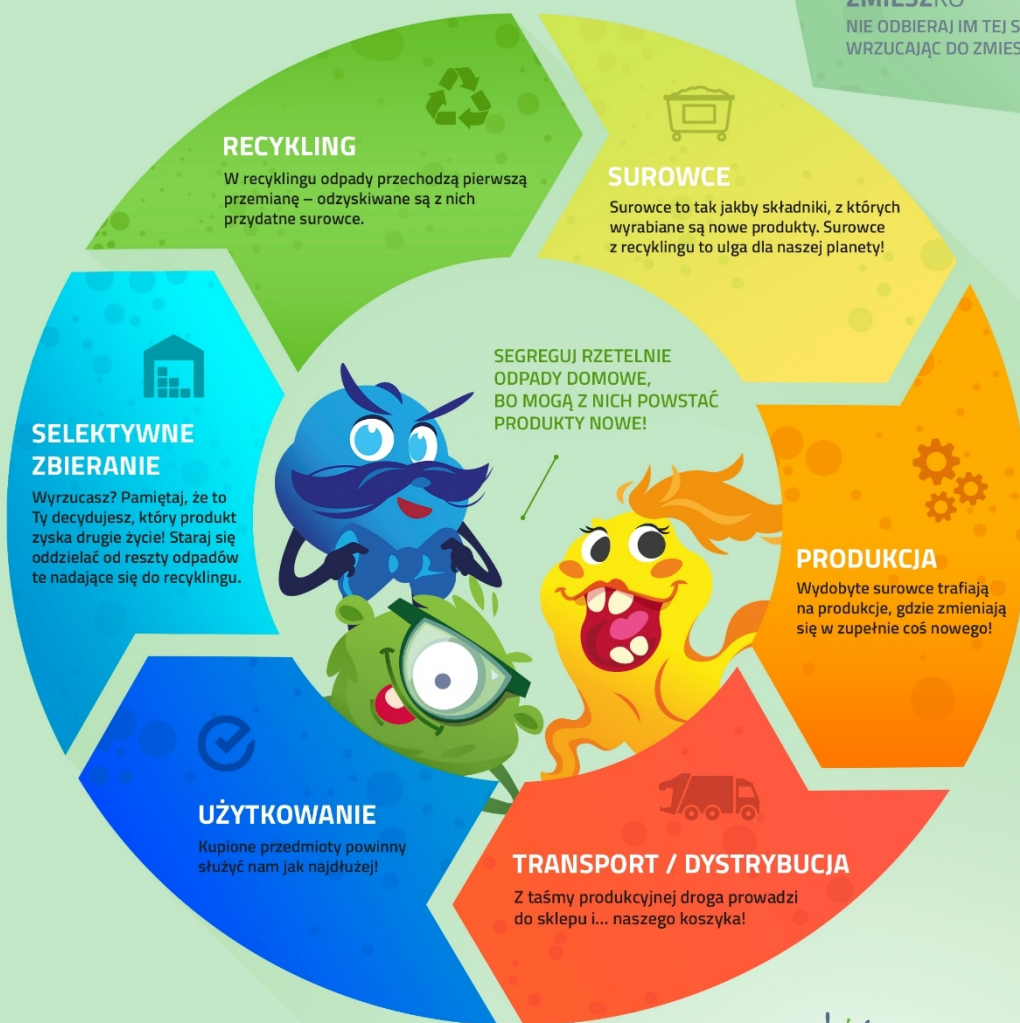 NIE ODBIERAJ IM TEJ
WRZUCAJĄC DO
RECYKLING
W recyklingu odpady przechodzą pierwszą
przemianę – odzyskiwane są z nich
przydatne surowce.
SUROWCE
Surowce to tak jakby składniki, z których
wyrabiane są nowe produkty. Surowce
z recyklingu to ulga dla naszej planety!
SEGREGUJ RZETELNIE
ODPADY DOMOWE,
BO MOGĄ Z NICH POWSTAĆ
PRODUKTY NOWE!
SELEKTYWNE
ZBIERANIE
Wyrzucasz? Pamiętaj, że to
Ty decydujesz, który produkt
zyska drugie życie! Staraj się
oddzielać od reszty odpadów
te nadające się do recyklingu.
PRODUKCJA
Wydobyte surowce trafiają
na produkcje, gdzie zmieniają
się w zupełnie coś nowego!
UŻYTKOWANIE
Kupione przedmioty powinny
służyć nam jak najdłużej!
TRANSPORT / DYSTRYBUCJA
Z taśmy produkcyjnej droga prowadzi
do sklepu i... naszego koszyka!